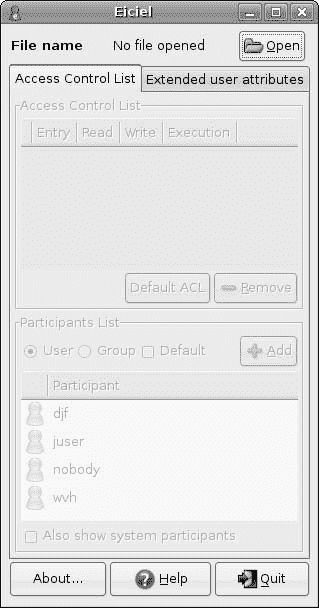 Eiciel
File name No file opened Open
Access Control List Extended user attributes
Access Control List
Entry Read Write Execution
Default ACL Remove
Participants List
User Group Default Add
Participant
djf
juser
nobody
wvh
Also show system participants
About... Help Quit